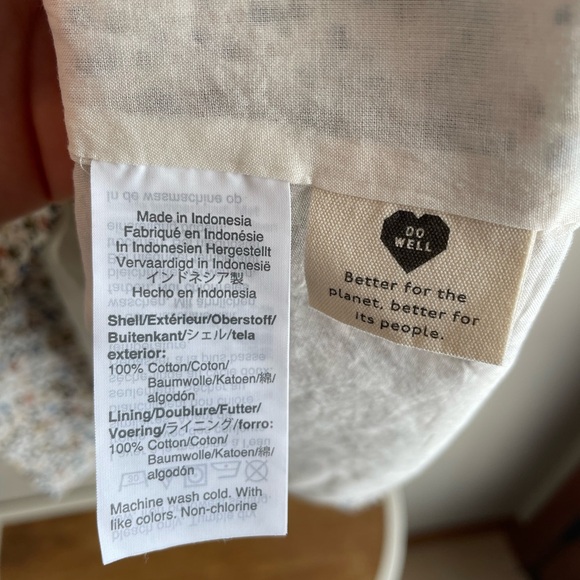 Made in Indonesia
Fabriqué en Indonésie
In Indonesien Hergestellt
Vervaardigd in Indonesië
インドネシア製
Hecho en Indonesia
Shell/Extérieur/Oberstoff/
Buitenkant/シェル/tela
exterior:
100% Cotton/Coton/
Baumwolle/Katoen/綿/
algodón
Lining/Doublure/Futter/
Voering/ライニング/forro:
100% Cotton/Coton/
Baumwolle/Katoen/綿/
algodón
Machine wash cold. With
like colors. Non-chlorine
DO
WELL
Better for the
planet, better for
its people.